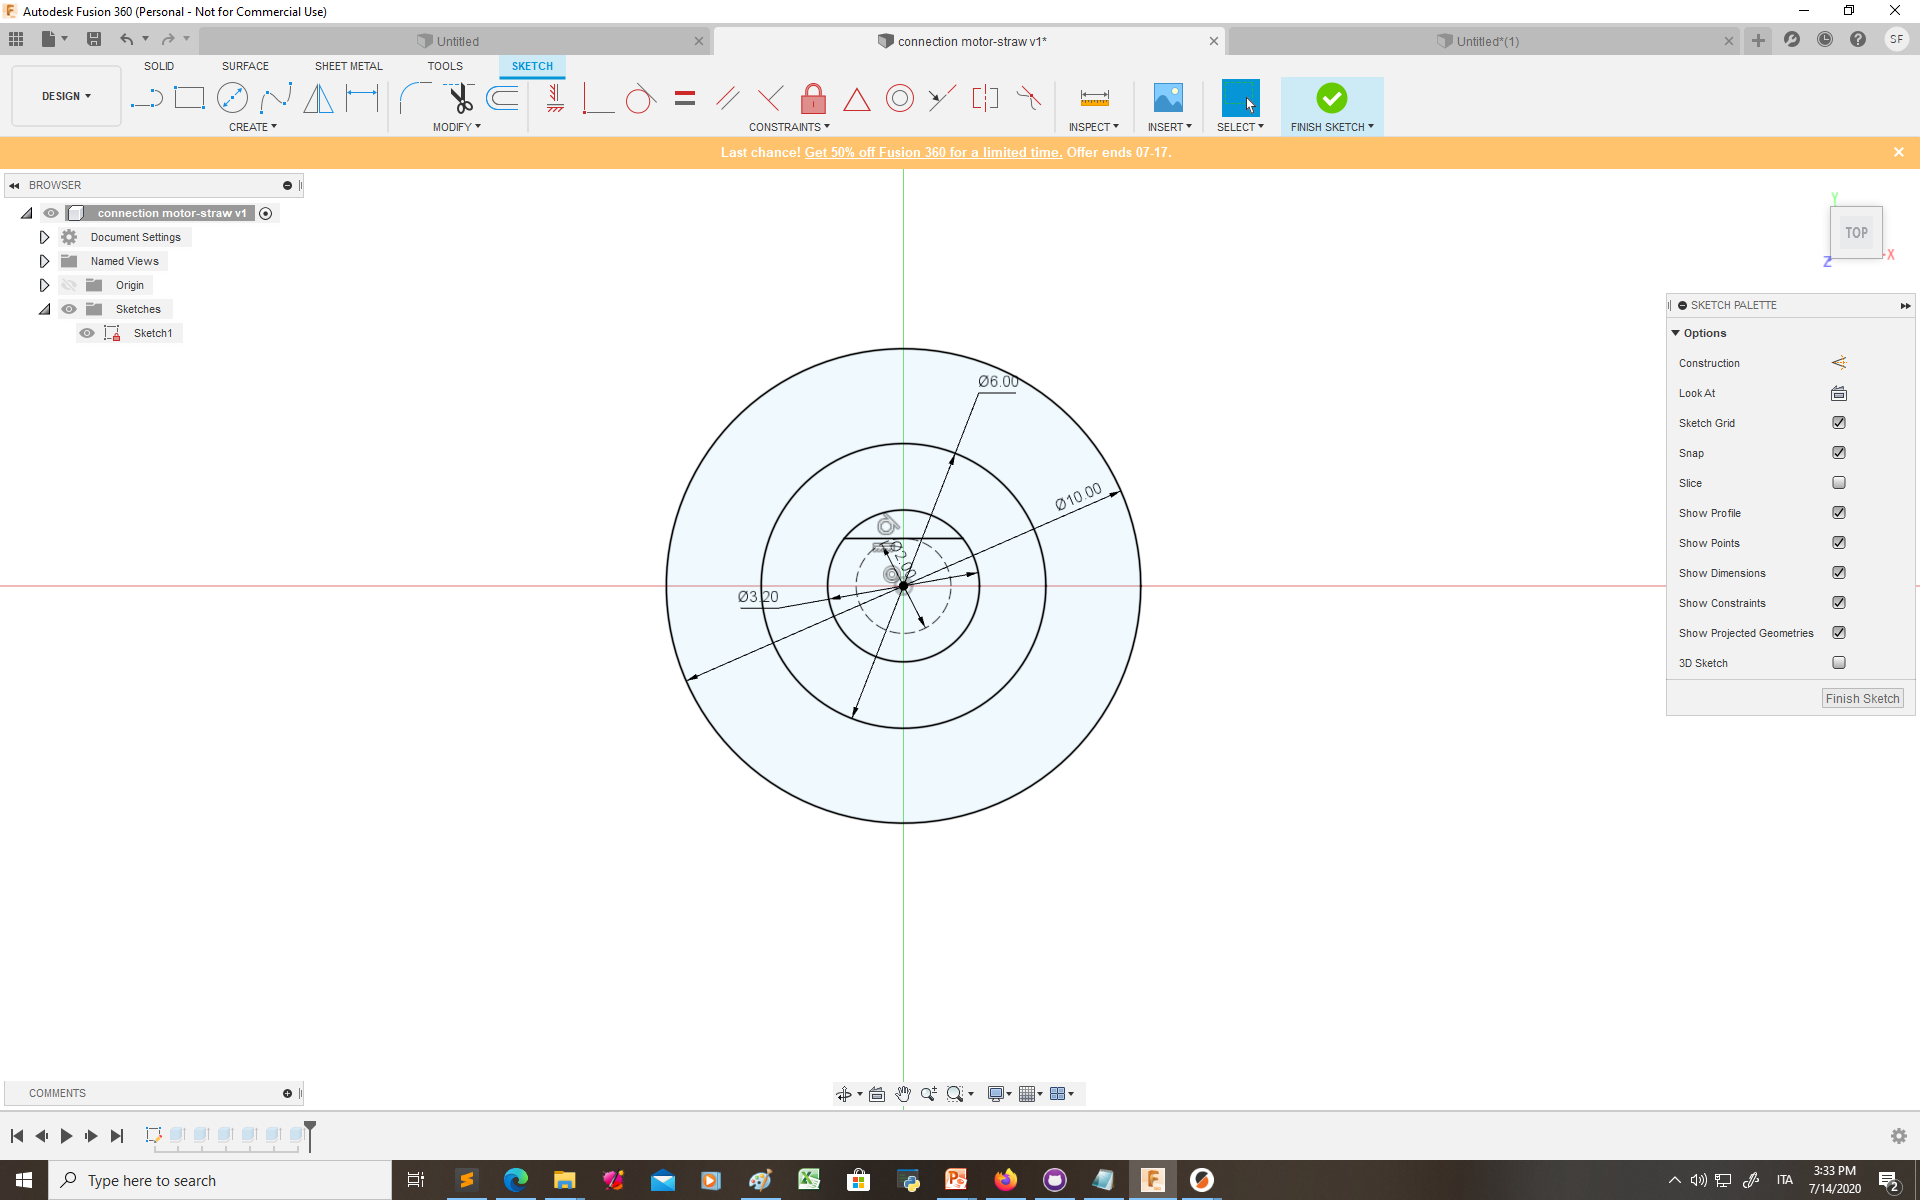 Autodesk Fusion 360 (Personal - Not for Commercial Use)
Untitled
connection motor-straw v1*
Untitled*(1)
SF
DESIGN
SOLID
SURFACE
SHEET METAL
TOOLS
SKETCH
CREATE
MODIFY
CONSTRAINTS
INSPECT
INSERT
SELECT
FINISH SKETCH
Last chance! Get 50% off Fusion 360 for a limited time. Offer ends 07-17.
BROWSER
connection motor-straw v1
Document Settings
Named Views
Origin
Sketches
Sketch1
Y
TOP
X
Z
SKETCH PALETTE
Options
Construction
Look At
Sketch Grid
Snap
Slice
Show Profile
Show Points
Show Dimensions
Show Constraints
Show Projected Geometries
3D Sketch
Finish Sketch
Ø6.00
Ø10.00
Ø2.00
Ø3.20
COMMENTS
Type here to search
ITA
3:33 PM
7/14/2020
2